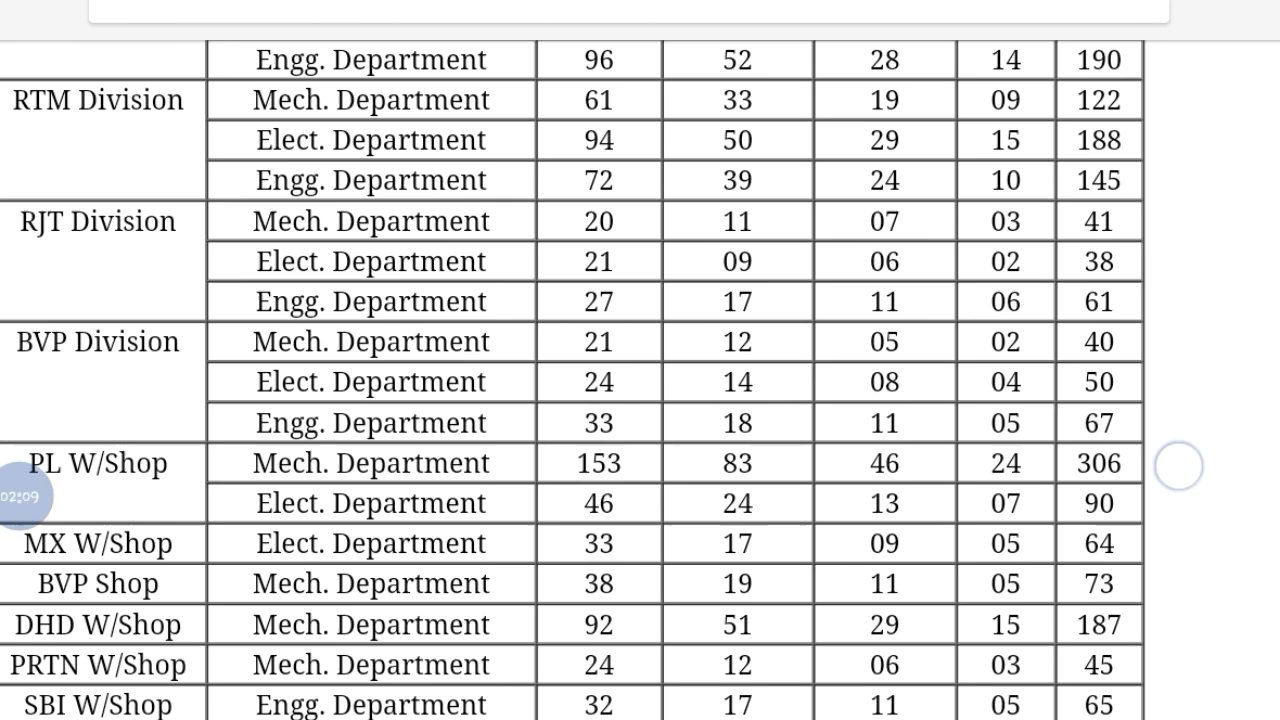 Engg. Department 96 52 28 14 190
RTM Division Mech. Department 61 33 19 09 122
Elect. Department 94 50 29 15 188
Engg. Department 72 39 24 10 145
RJT Division Mech. Department 20 11 07 03 41
Elect. Department 21 09 06 02 38
Engg. Department 27 17 11 06 61
BVP Division Mech. Department 21 12 05 02 40
Elect. Department 24 14 08 04 50
Engg. Department 33 18 11 05 67
PL W/Shop Mech. Department 153 83 46 24 306
02:09
Elect. Department 46 24 13 07 90
MX W/Shop Elect. Department 33 17 09 05 64
BVP Shop Mech. Department 38 19 11 05 73
DHD W/Shop Mech. Department 92 51 29 15 187
PRTN W/Shop Mech. Department 24 12 06 03 45
SBI W/Shop Engg. Department 32 17 11 05 65